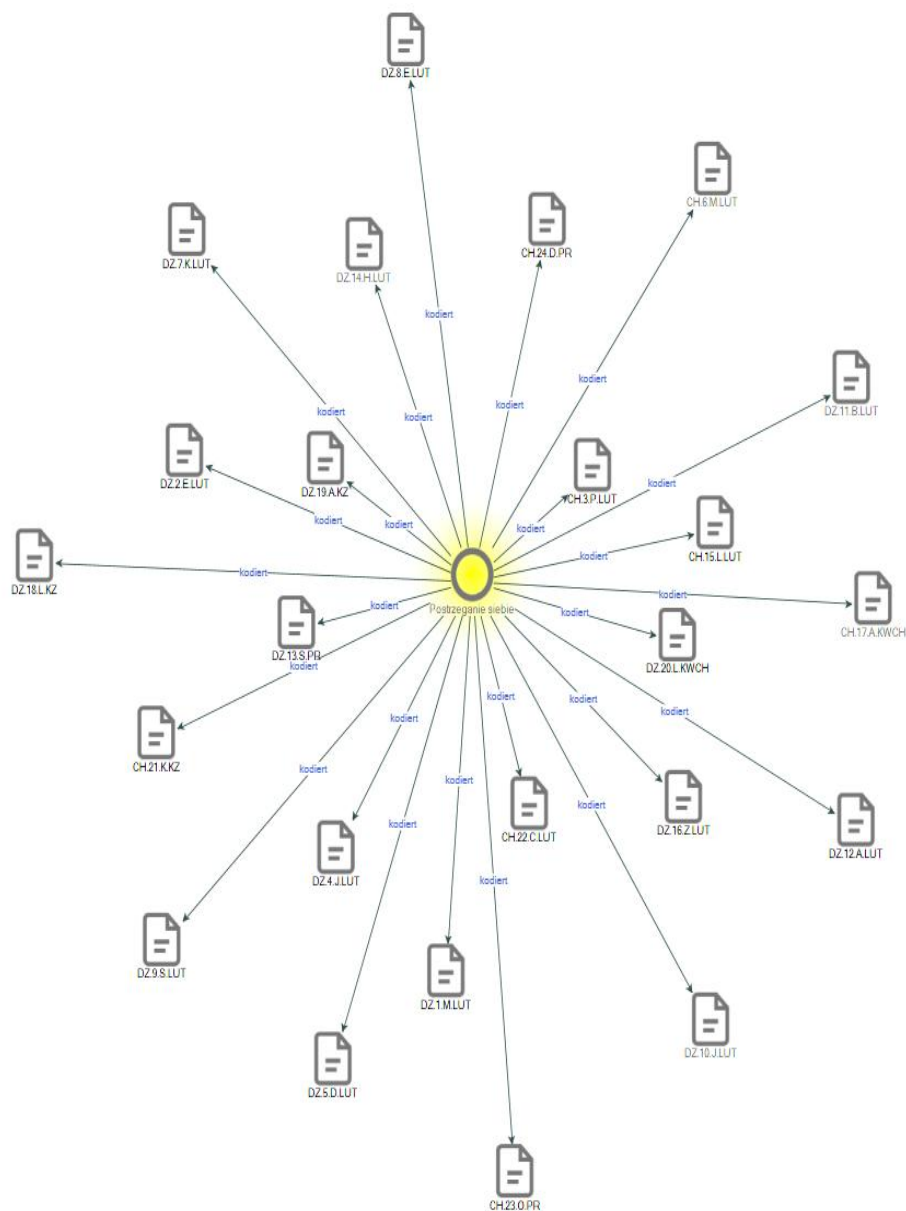 DZ.8.E.LUT
CH.6.M.LUT
DZ.7.K.LUT
DZ.14.H.LUT
CH.24.D.PR
kodiert
kodiert
kodiert
DZ.11.B.LUT
kodiert
kodiert
kodiert
DZ.2.E.LUT
DZ.19.A.KZ
CH.3.P.LUT
kodiert
kodiert
kodiert
kodiert
kodiert
CH.15.L.LUT
kodiert
DZ.18.L.KZ
kodiert
Postrzeganie siebie
kodiert
kodiert
kodiert
CH.17.A.KWCH
DZ.13.S.PR
kodiert
DZ.20.L.KWCH
kodiert
kodiert
kodiert
kodiert
CH.21.K.KZ
kodiert
kodiert
kodiert
kodiert
CH.22.C.LUT
DZ.16.Z.LUT
DZ.12.A.LUT
DZ.4.J.LUT
kodiert
DZ.9.S.LUT
DZ.1.M.LUT
DZ.10.J.LUT
DZ.5.D.LUT
CH.23.O.PR